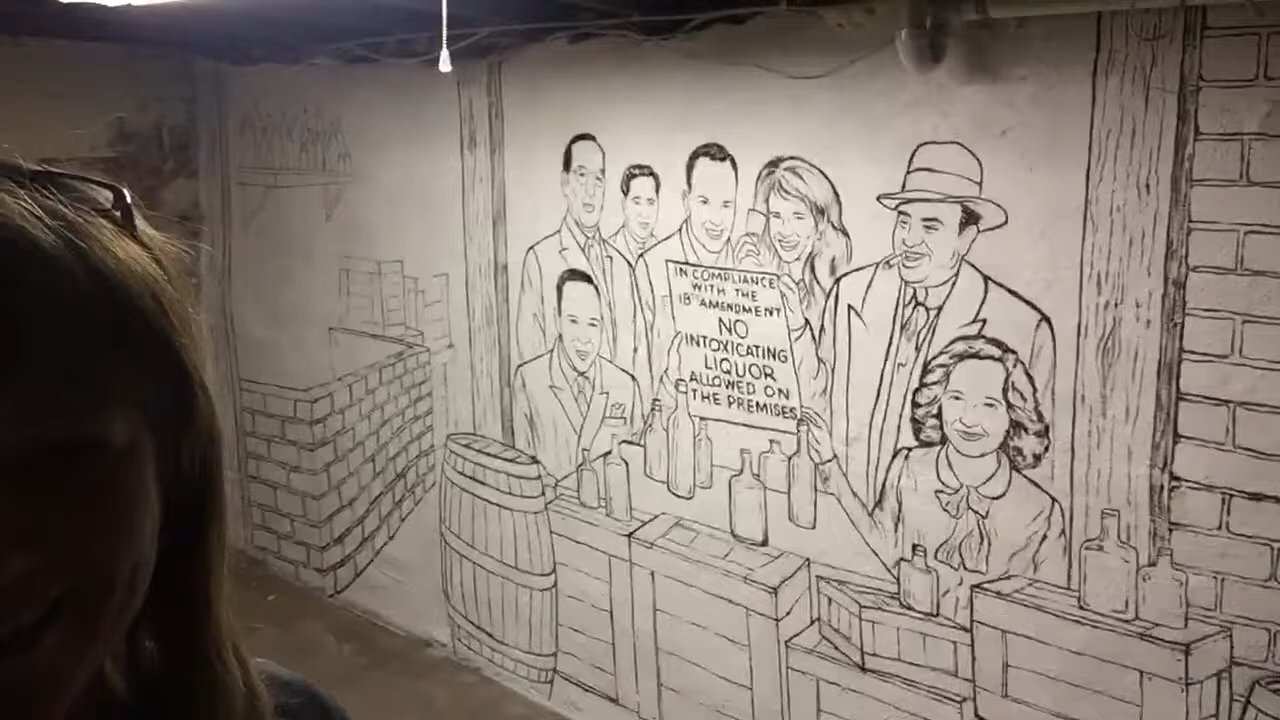 IN COMPLIANCE
WITH THE
18TH AMENDMENT
NO
INTOXICATING
LIQUOR
ALLOWED ON
THE PREMISES